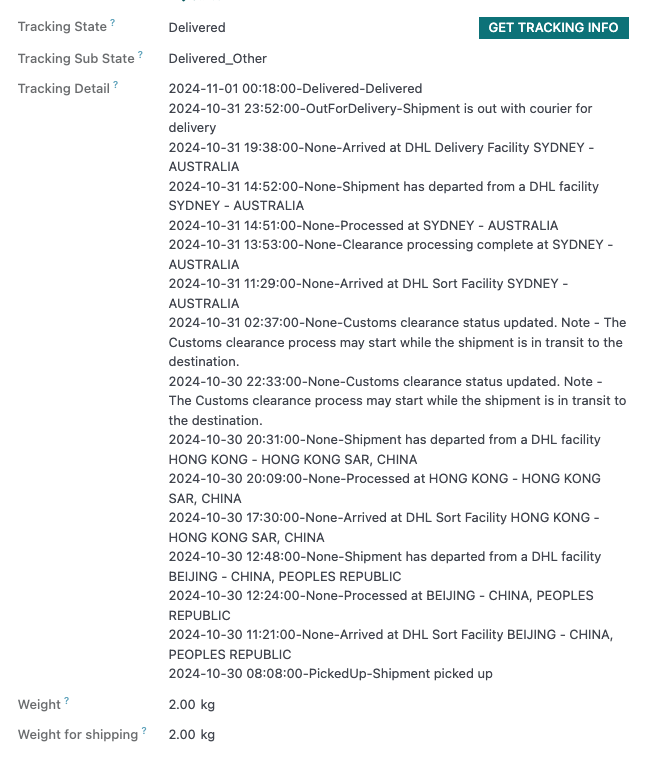 Tracking State ? Delivered GET TRACKING INFO
Tracking Sub State ? Delivered_Other
Tracking Detail ? 2024-11-01 00:18:00-Delivered-Delivered
2024-10-31 23:52:00-OutForDelivery-Shipment is out with courier for
delivery
2024-10-31 19:38:00-None-Arrived at DHL Delivery Facility SYDNEY -
AUSTRALIA
2024-10-31 14:52:00-None-Shipment has departed from a DHL facility
SYDNEY - AUSTRALIA
2024-10-31 14:51:00-None-Processed at SYDNEY - AUSTRALIA
2024-10-31 13:53:00-None-Clearance processing complete at SYDNEY -
AUSTRALIA
2024-10-31 11:29:00-None-Arrived at DHL Sort Facility SYDNEY -
AUSTRALIA
2024-10-31 02:37:00-None-Customs clearance status updated. Note - The
Customs clearance process may start while the shipment is in transit to the
destination.
2024-10-30 22:33:00-None-Customs clearance status updated. Note -
The Customs clearance process may start while the shipment is in transit to
the destination.
2024-10-30 20:31:00-None-Shipment has departed from a DHL facility
HONG KONG - HONG KONG SAR, CHINA
2024-10-30 20:09:00-None-Processed at HONG KONG - HONG KONG
SAR, CHINA
2024-10-30 17:30:00-None-Arrived at DHL Sort Facility HONG KONG -
HONG KONG SAR, CHINA
2024-10-30 12:48:00-None-Shipment has departed from a DHL facility
BEIJING - CHINA, PEOPLES REPUBLIC
2024-10-30 12:24:00-None-Processed at BEIJING - CHINA, PEOPLES
REPUBLIC
2024-10-30 11:21:00-None-Arrived at DHL Sort Facility BEIJING - CHINA,
PEOPLES REPUBLIC
2024-10-30 08:08:00-PickedUp-Shipment picked up
Weight ? 2.00 kg
Weight for shipping ? 2.00 kg